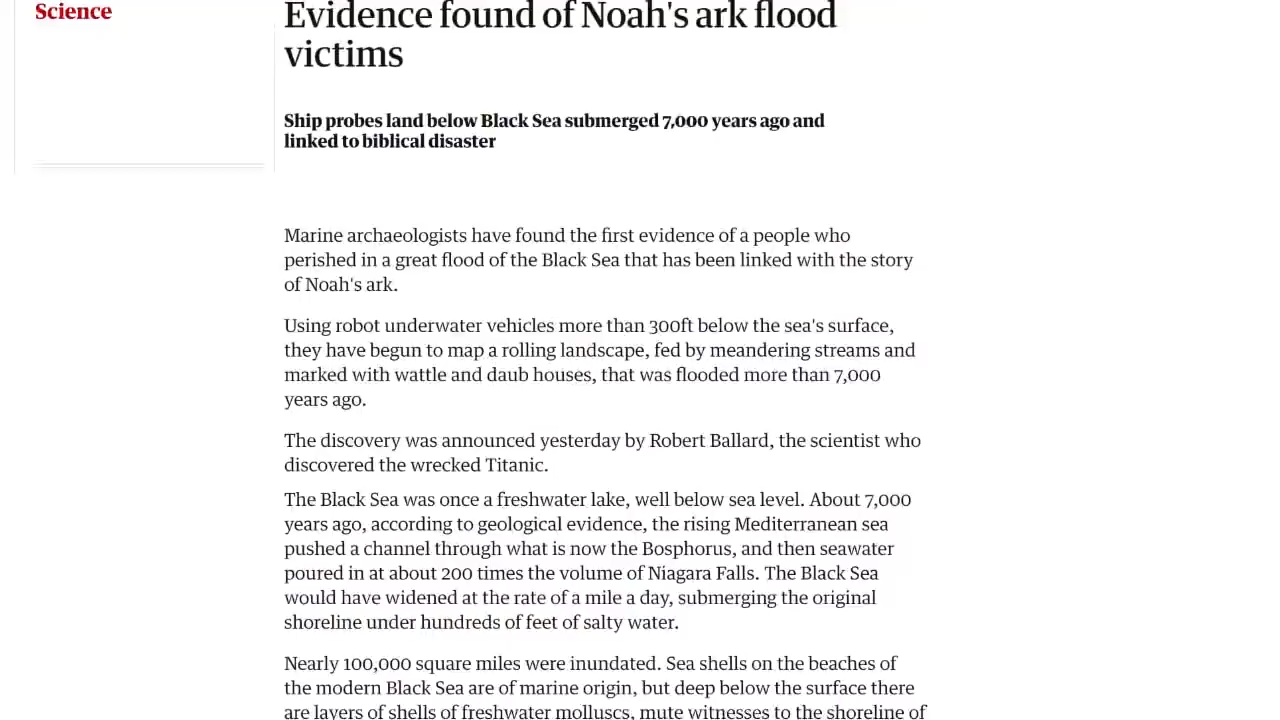 Science
Evidence found of Noah's ark flood
victims
Ship probes land below Black Sea submerged 7,000 years ago and
linked to biblical disaster
Marine archaeologists have found the first evidence of a people who
perished in a great flood of the Black Sea that has been linked with the story
of Noah's ark.
Using robot underwater vehicles more than 300ft below the sea's surface,
they have begun to map a rolling landscape, fed by meandering streams and
marked with wattle and daub houses, that was flooded more than 7,000
years ago.
The discovery was announced yesterday by Robert Ballard, the scientist who
discovered the wrecked Titanic.
The Black Sea was once a freshwater lake, well below sea level. About 7,000
years ago, according to geological evidence, the rising Mediterranean sea
pushed a channel through what is now the Bosphorus, and then seawater
poured in at about 200 times the volume of Niagara Falls. The Black Sea
would have widened at the rate of a mile a day, submerging the original
shoreline under hundreds of feet of salty water.
Nearly 100,000 square miles were inundated. Sea shells on the beaches of
the modern Black Sea are of marine origin, but deep below the surface there
are layers of shells of freshwater molluscs, mute witnesses to the shoreline of